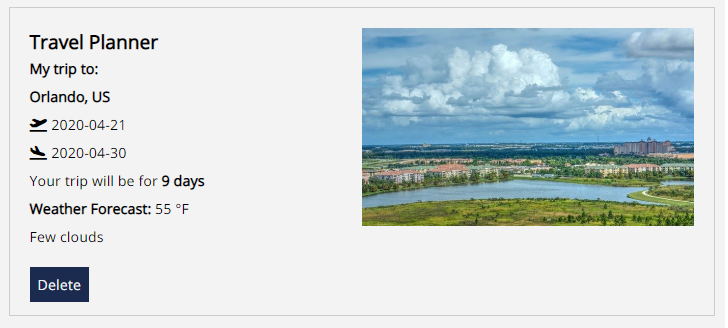 Travel Planner
My trip to:
Orlando, US
2020-04-21
2020-04-30
Your trip will be for 9 days
Weather Forecast: 55 °F
Few clouds
Delete